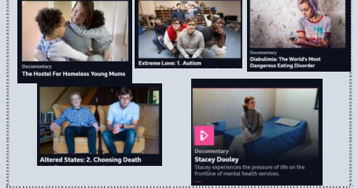 Documentary
The Hostel For Homeless Young Mums
Extreme Love: 1. Autism
Documentary
Diabulimia: The World's Most
Dangerous Eating Disorder
Altered States: 2. Choosing Death
Documentary
Stacey Dooley
Stacey experiences the pressure of life on the
frontline of mental health services.